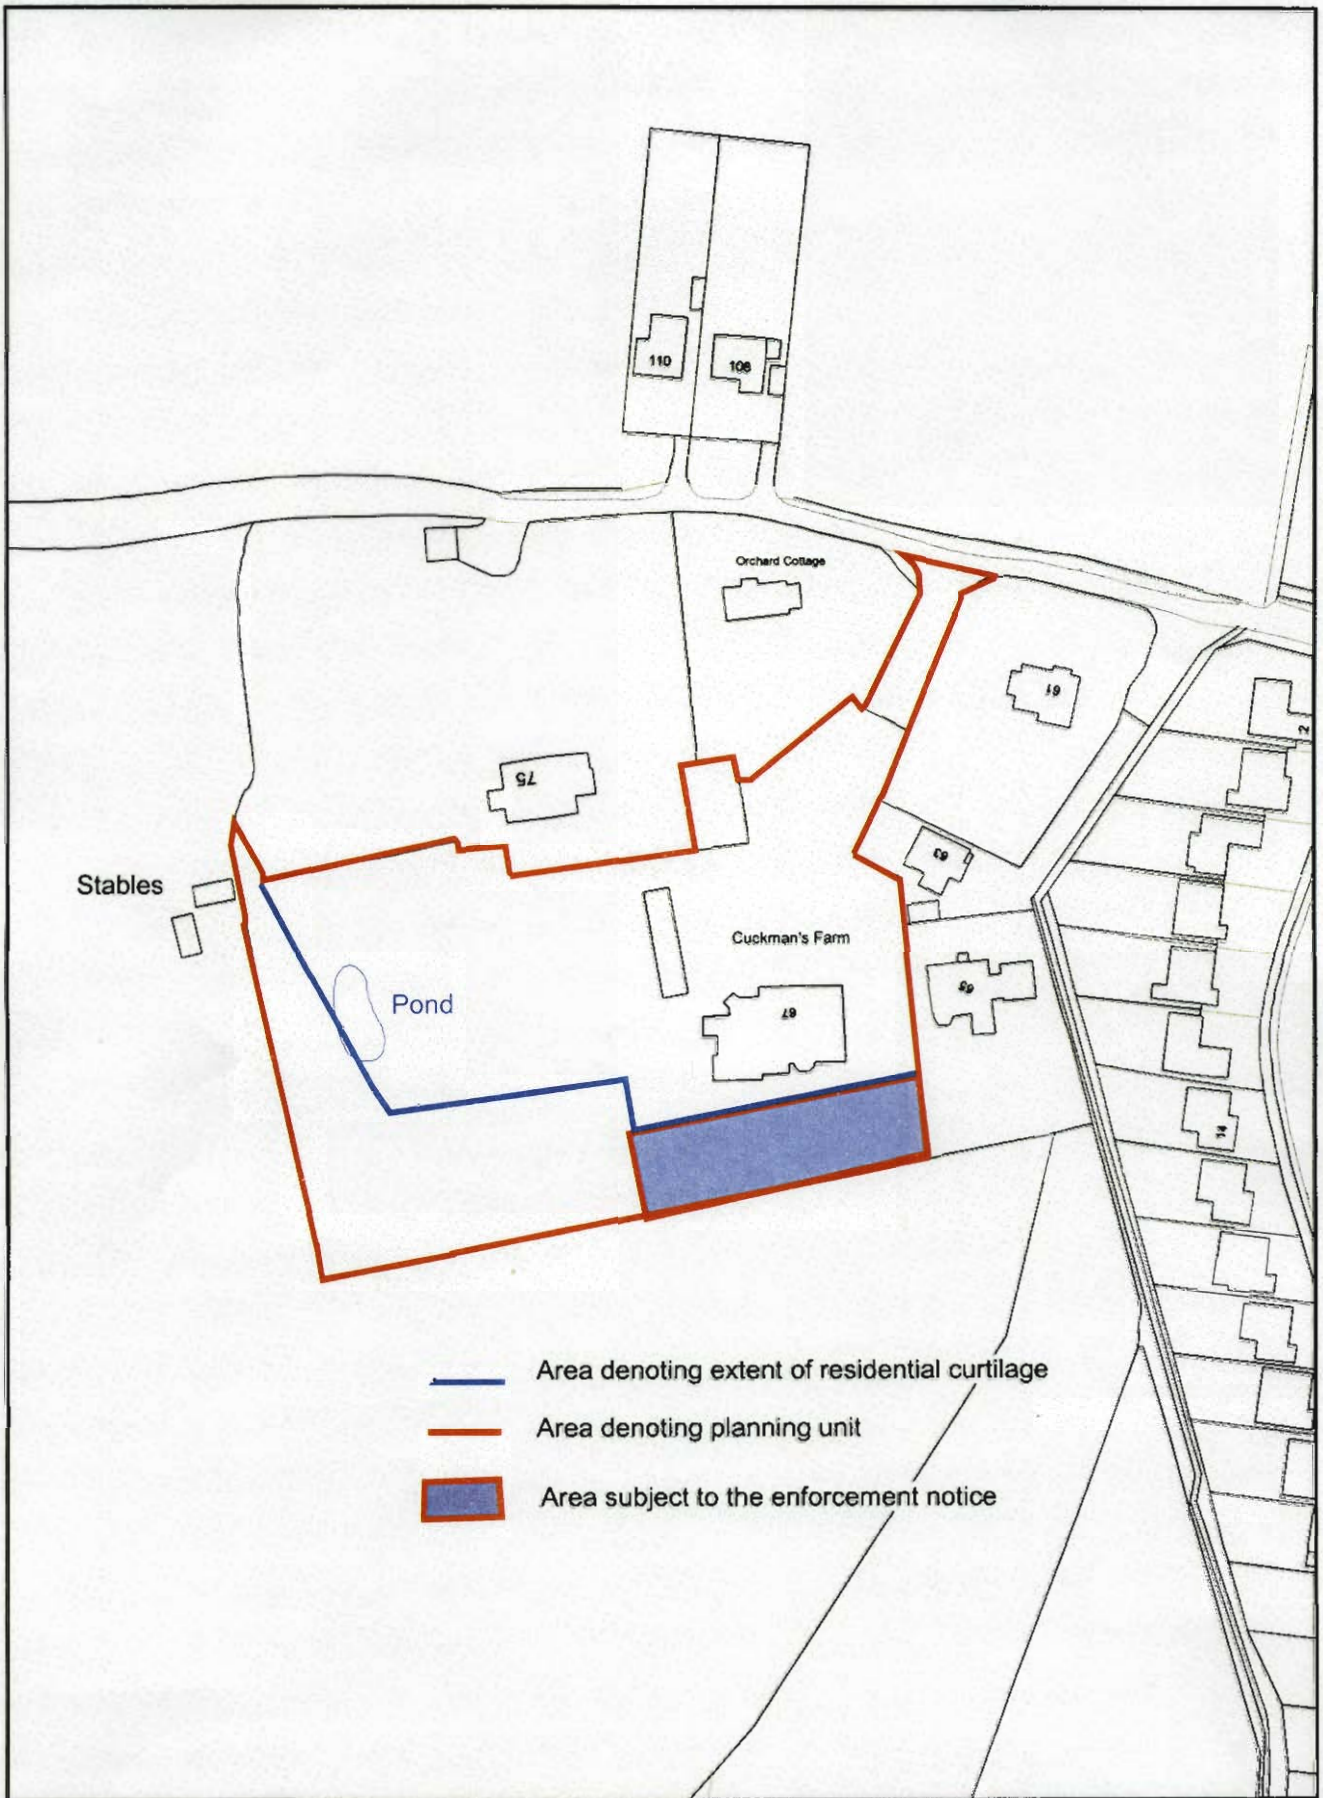 110
108
Orchard Cottage
61
2
75
63
Stables
Cuckman's Farm
65
Pond
67
14
Area denoting extent of residential curtilage
Area denoting planning unit
Area subject to the enforcement notice